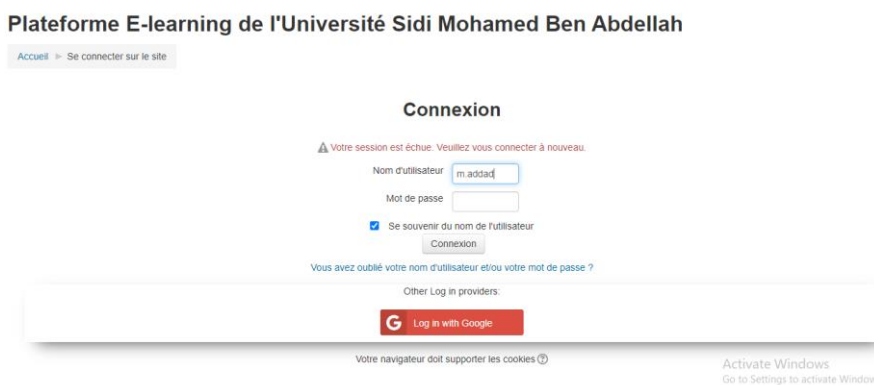 Plateforme E-learning de l'Université Sidi Mohamed Ben Abdellah
Accueil ► Se connecter sur le site
Connexion
Votre session est échue. Veuillez vous connecter à nouveau.
Nom d'utilisateur m.addad
Mot de passe
Se souvenir du nom de l'utilisateur
Connexion
Vous avez oublié votre nom d'utilisateur et/ou votre mot de passe ?
Other Log in providers:
G Log in with Google
Votre navigateur doit supporter les cookies ?
Activate Windows
Go to Settings to activate Window